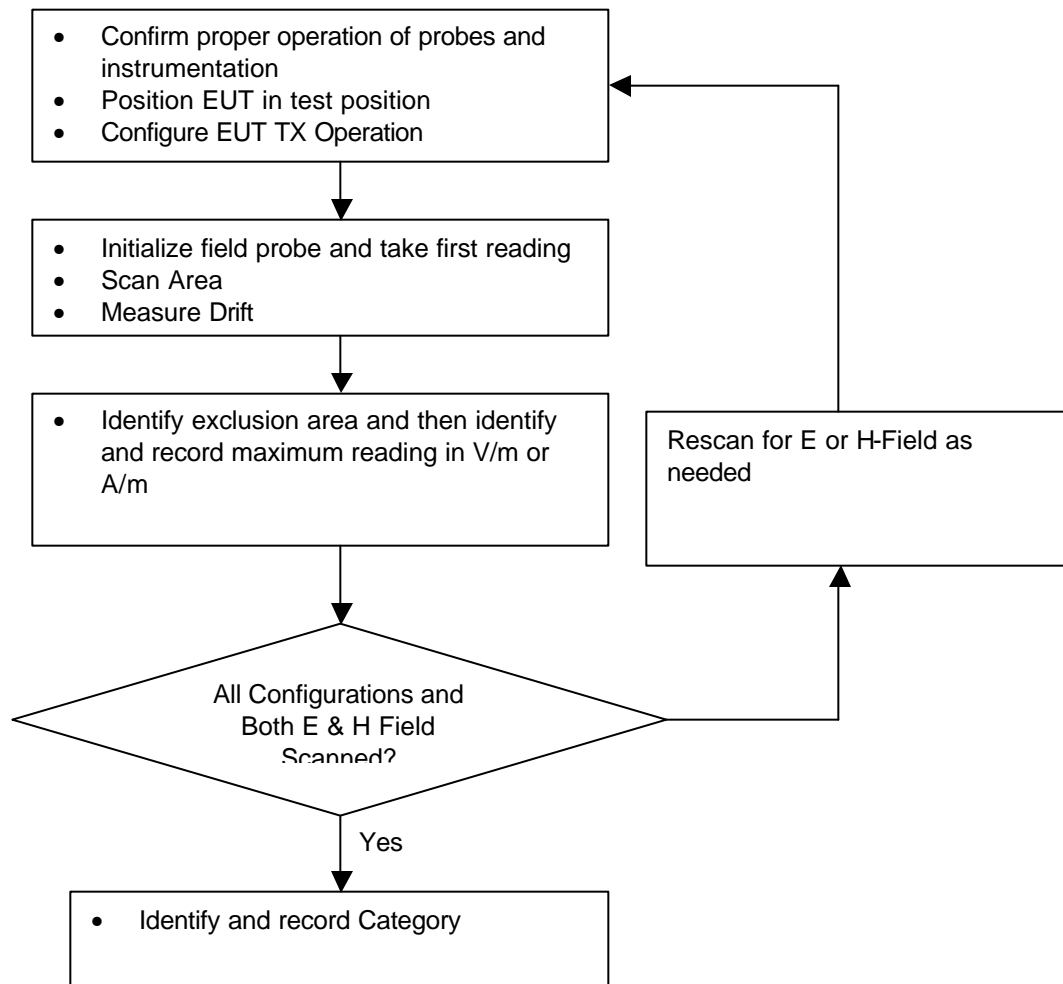 • Confirm proper operation of probes and
instrumentation
• Position EUT in test position
• Configure EUT TX Operation
• Initialize field probe and take first reading
• Scan Area
• Measure Drift
• Identify exclusion area and then identify
and record maximum reading in V/m or
A/m
Rescan for E or H-Field as
needed
All Configurations and
Both E & H Field
Scanned?
Yes
• Identify and record Category